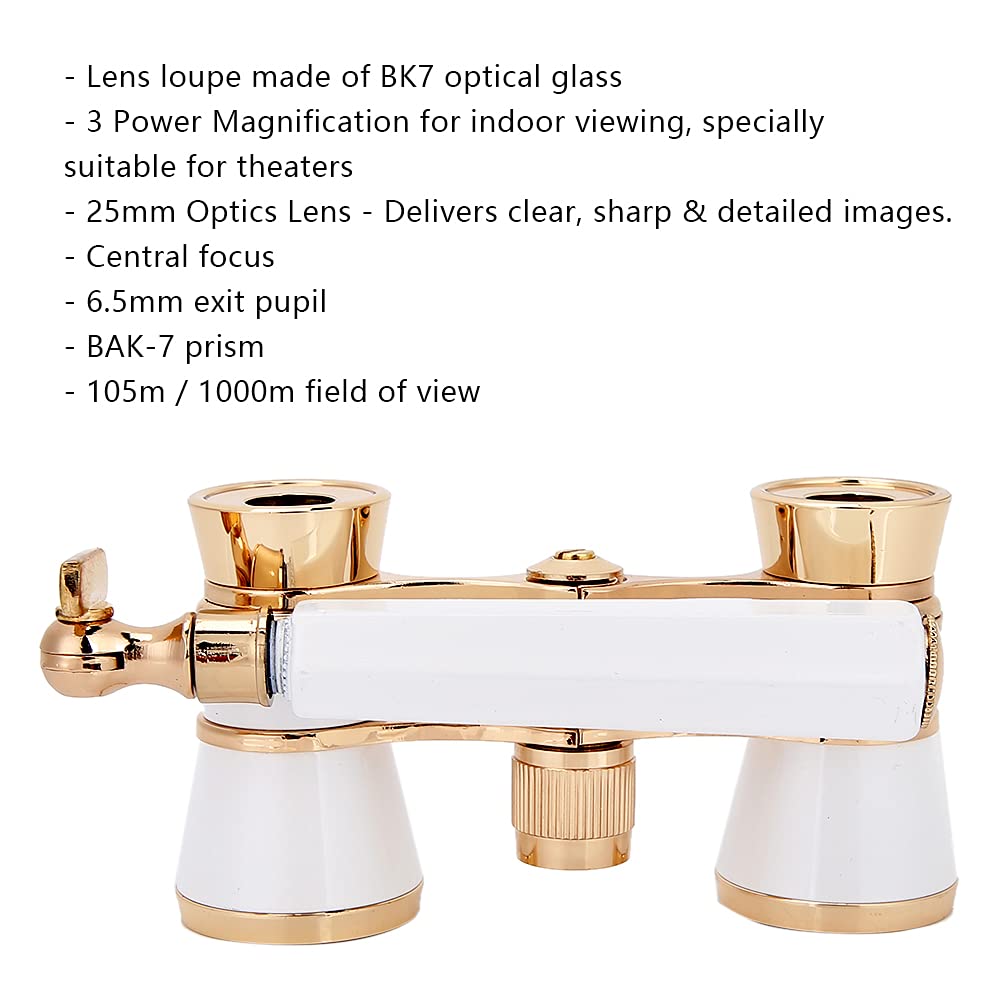 - Lens loupe made of BK7 optical glass
- 3 Power Magnification for indoor viewing, specially
suitable for theaters
- 25mm Optics Lens - Delivers clear, sharp & detailed images.
- Central focus
- 6.5mm exit pupil
- BAK-7 prism
- 105m / 1000m field of view